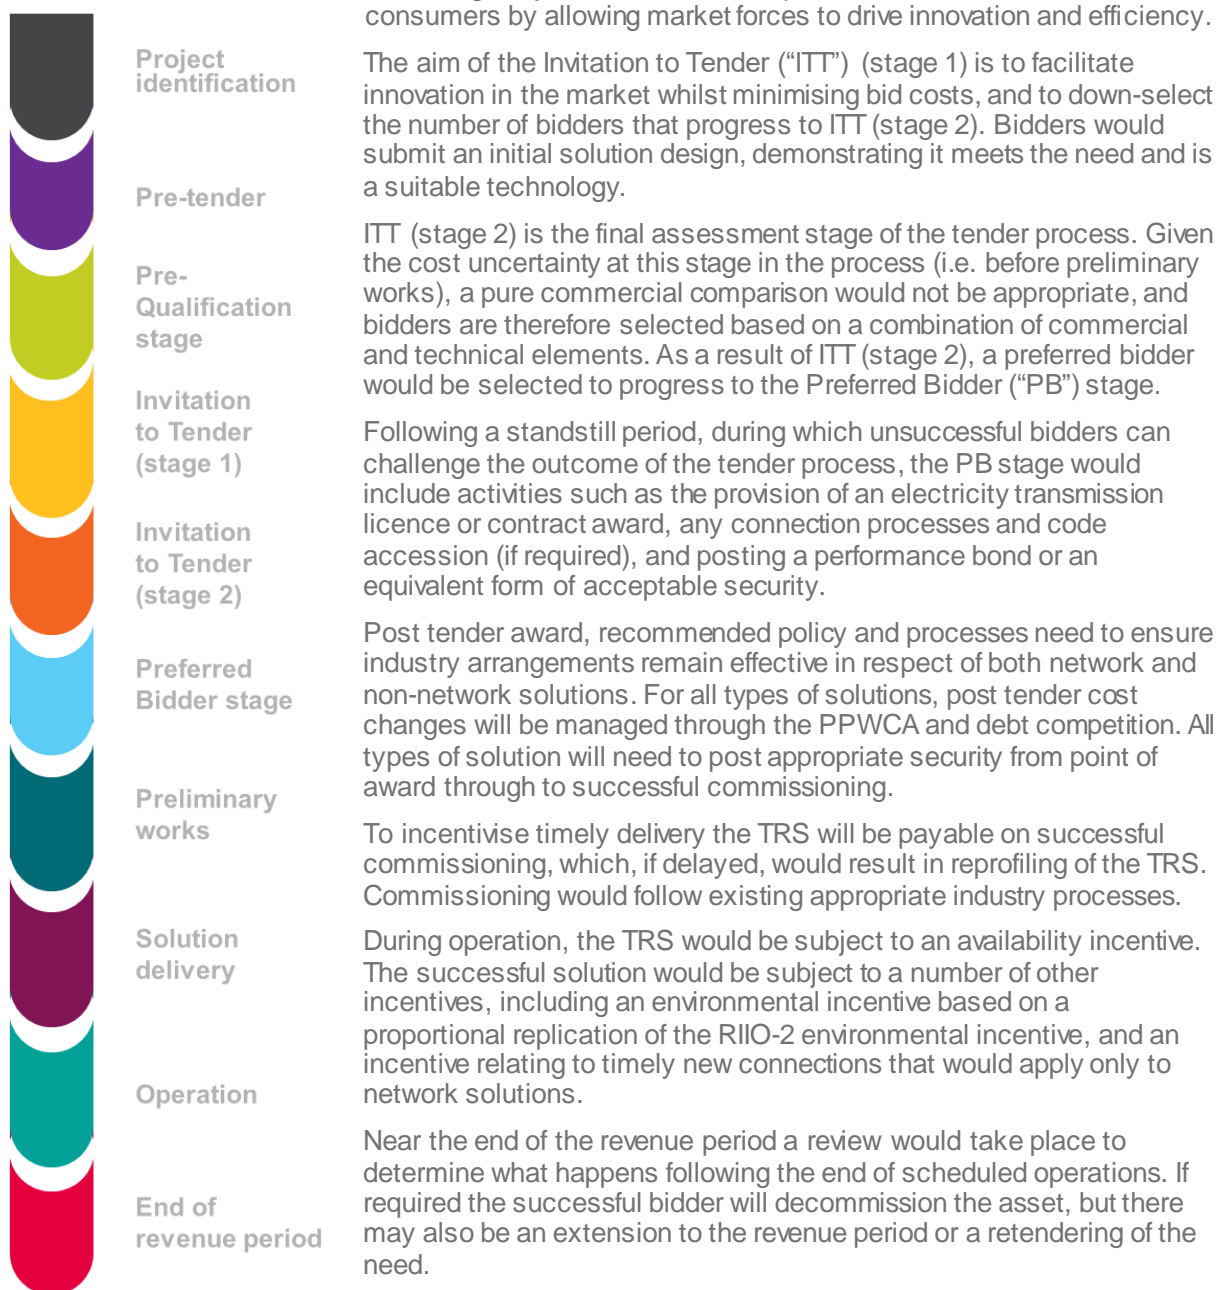 consumers by allowing market forces to drive innovation and efficiency.
Project
identification
The aim of the Invitation to Tender (“ITT”) (stage 1) is to facilitate
innovation in the market whilst minimising bid costs, and to down-select
the number of bidders that progress to ITT (stage 2). Bidders would
submit an initial solution design, demonstrating it meets the need and is
a suitable technology.
Pre-tender
ITT (stage 2) is the final assessment stage of the tender process. Given
the cost uncertainty at this stage in the process (i.e. before preliminary
works), a pure commercial comparison would not be appropriate, and
bidders are therefore selected based on a combination of commercial
and technical elements. As a result of ITT (stage 2), a preferred bidder
would be selected to progress to the Preferred Bidder (“PB”) stage.
Pre-
Qualification
stage
Invitation
to Tender
(stage 1)
Following a standstill period, during which unsuccessful bidders can
challenge the outcome of the tender process, the PB stage would
include activities such as the provision of an electricity transmission
licence or contract award, any connection processes and code
accession (if required), and posting a performance bond or an
equivalent form of acceptable security.
Invitation
to Tender
(stage 2)
Post tender award, recommended policy and processes need to ensure
industry arrangements remain effective in respect of both network and
non-network solutions. For all types of solutions, post tender cost
changes will be managed through the PPWCA and debt competition. All
types of solution will need to post appropriate security from point of
award through to successful commissioning.
Preferred
Bidder stage
Preliminary
works
To incentivise timely delivery the TRS will be payable on successful
commissioning, which, if delayed, would result in reprofiling of the TRS.
Commissioning would follow existing appropriate industry processes.
Solution
delivery
During operation, the TRS would be subject to an availability incentive.
The successful solution would be subject to a number of other
incentives, including an environmental incentive based on a
proportional replication of the RIIO-2 environmental incentive, and an
incentive relating to timely new connections that would apply only to
network solutions.
Operation
Near the end of the revenue period a review would take place to
determine what happens following the end of scheduled operations. If
required the successful bidder will decommission the asset, but there
may also be an extension to the revenue period or a retendering of the
need.
End of
revenue period